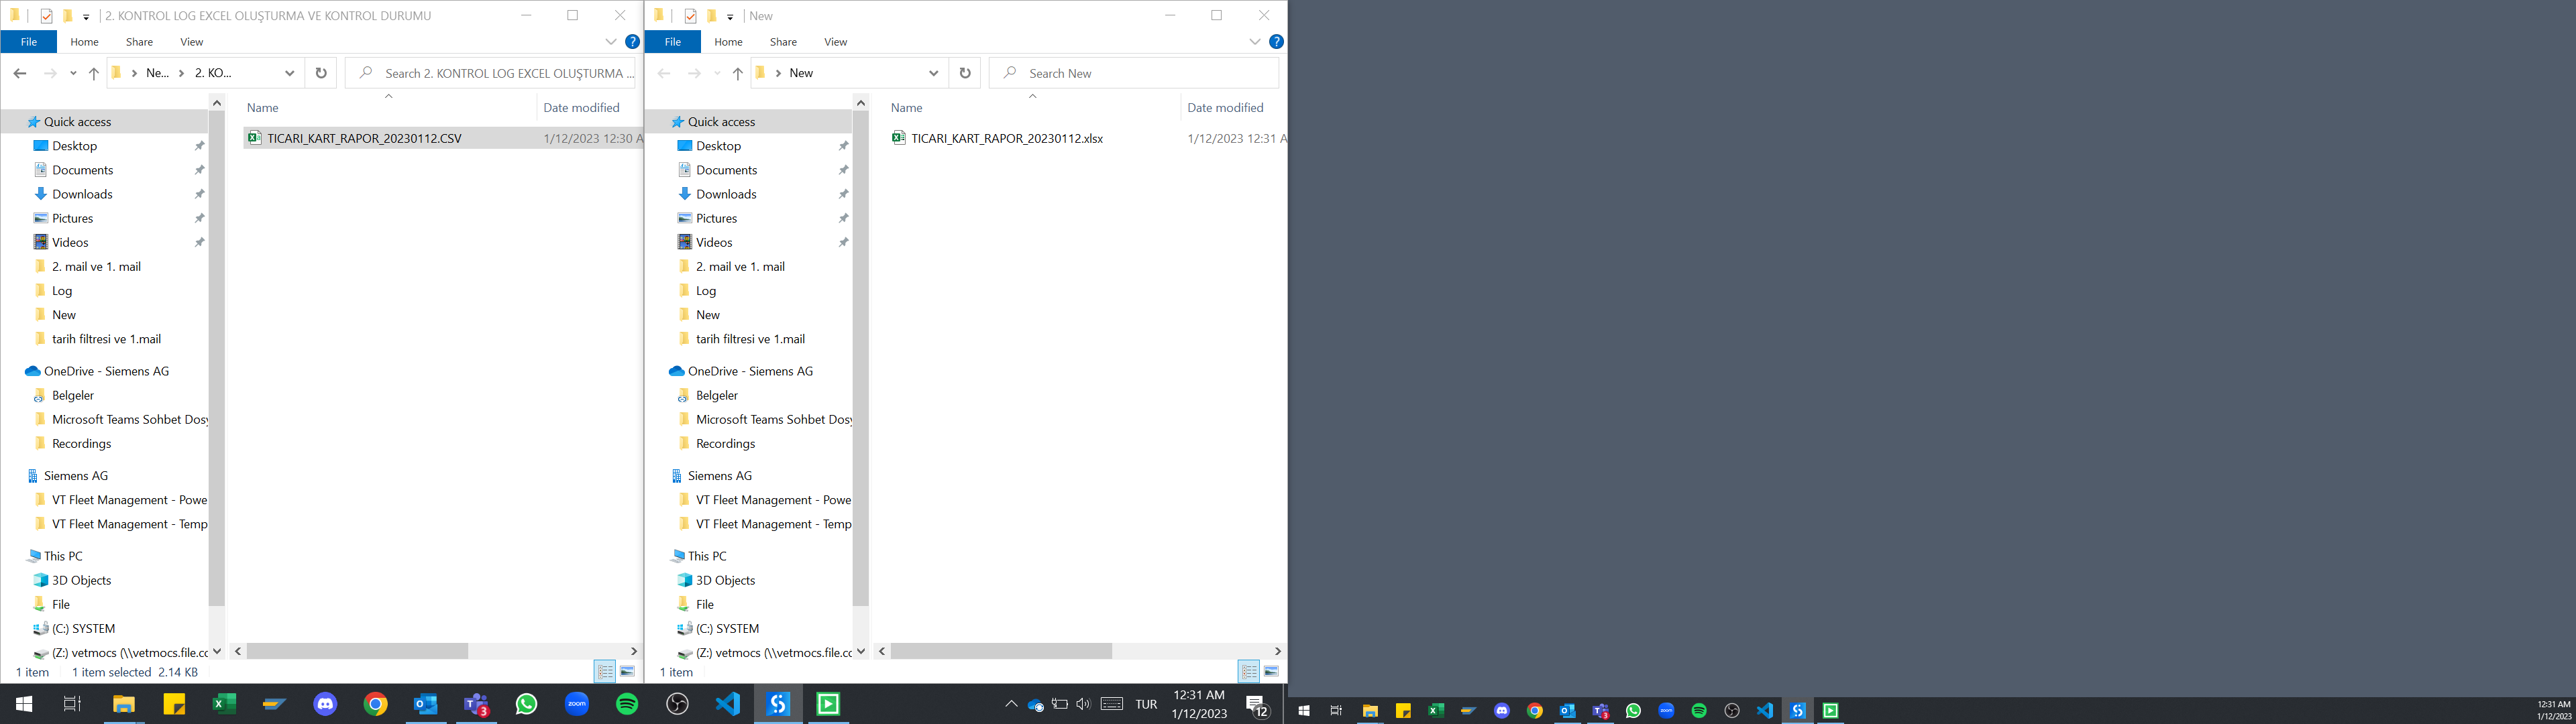 2. KONTROL LOG EXCEL OLUŞTURMA VE KONTROL DURUMU
File Home Share View
Ne... 2. KO...
Search 2. KONTROL LOG EXCEL OLUŞTURMA ...
Name Date modified
Quick access
TICARI_KART_RAPOR_20230112.CSV 1/12/2023 12:30 A
Desktop
Documents
Downloads
Pictures
Videos
2. mail ve 1. mail
Log
New
tarih filtresi ve 1.mail
OneDrive - Siemens AG
Belgeler
Microsoft Teams Sohbet Dosy
Recordings
Siemens AG
VT Fleet Management - Powe
VT Fleet Management - Temp
This PC
3D Objects
File
(C:) SYSTEM
(Z:) vetmocs (\\vetmocs.file.cc
1 item 1 item selected 2.14 KB
New
File Home Share View
New
Search New
Name Date modified
Quick access
TICARI_KART_RAPOR_20230112.xlsx 1/12/2023 12:31 A
Desktop
Documents
Downloads
Pictures
Videos
2. mail ve 1. mail
Log
New
tarih filtresi ve 1.mail
OneDrive - Siemens AG
Belgeler
Microsoft Teams Sohbet Dosy
Recordings
Siemens AG
VT Fleet Management - Powe
VT Fleet Management - Temp
This PC
3D Objects
File
(C:) SYSTEM
(Z:) vetmocs (\\vetmocs.file.cc
1 item
zoom
3
TUR
12:31 AM
1/12/2023
12
zoom
3
12:31 AM
1/12/2023